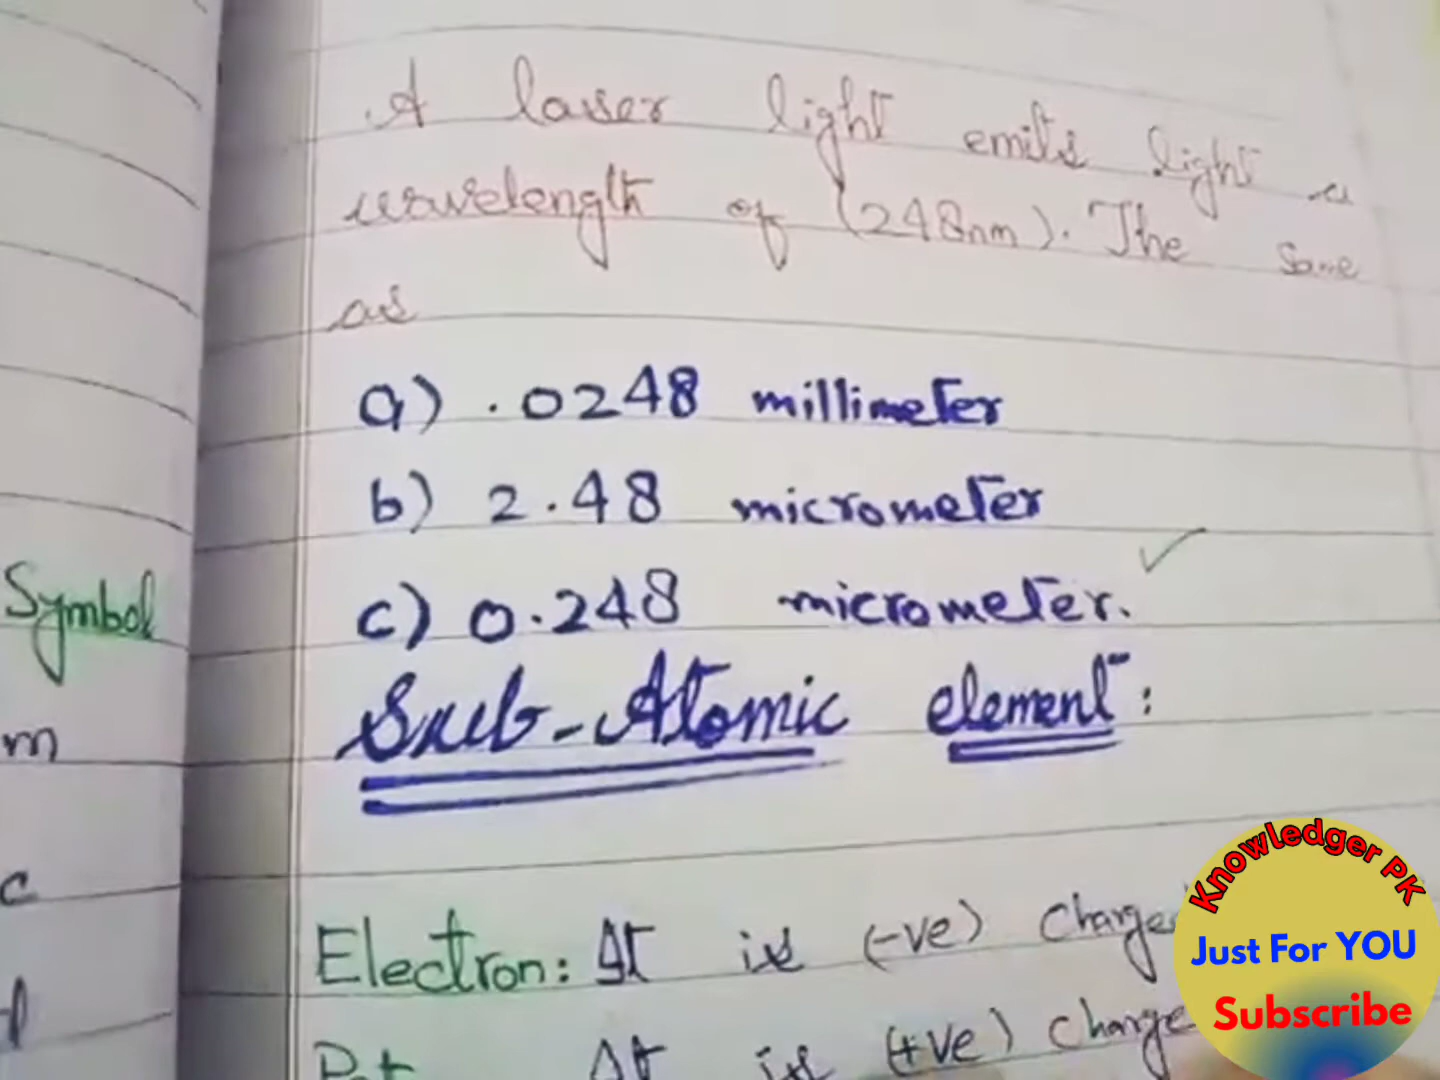 A laser light emits light a
wavelength of (248nm). The same
as
a) .0248 millimeter
b) 2.48 micrometer
c) 0.248 micrometer.
Sub-Atomic element:
Electron: It is (-ve) charge
It is (+ve) charge
Symbol
m
c
Knowledger PK
Just For YOU
Subscribe